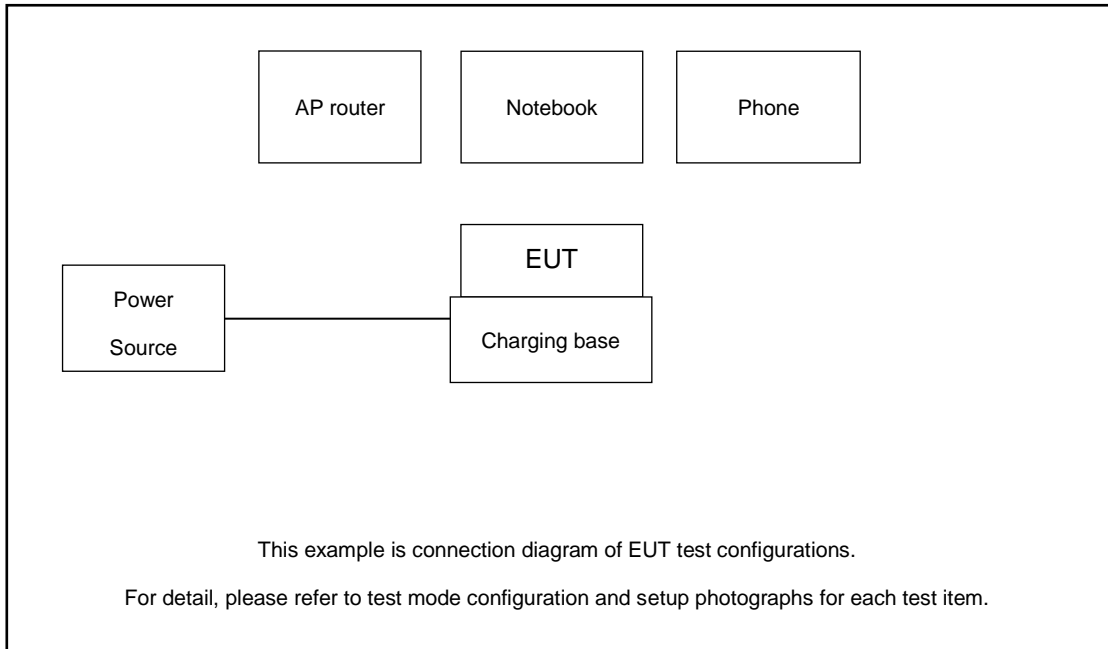 AP router
Notebook
Phone
EUT
Power
Source
Charging base
This example is connection diagram of EUT test configurations.
For detail, please refer to test mode configuration and setup photographs for each test item.